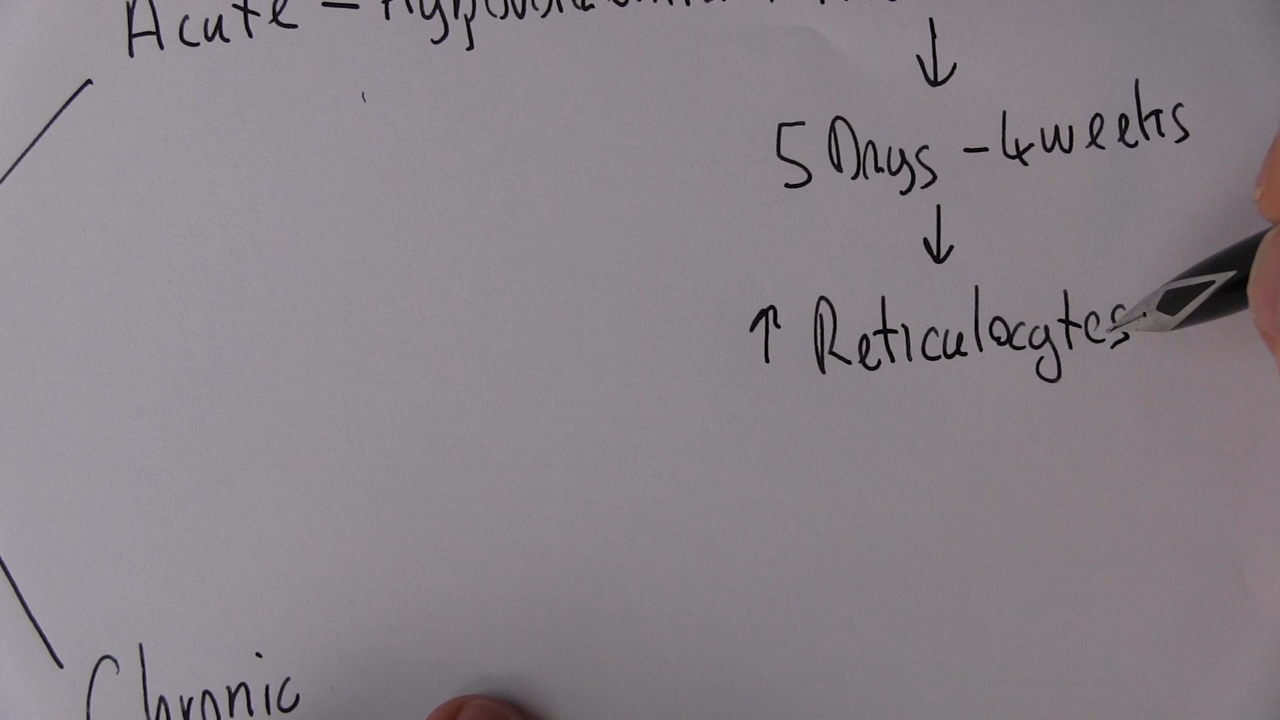 Acute -
↓
5 Days - 4 weeks
↓
↑ Reticulocytes
Chronic